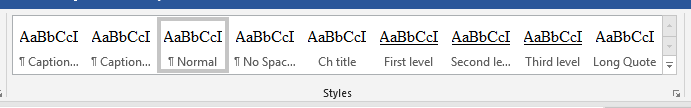 AaBbCcI AaBbCcI AaBbCcI AaBbCcI AaBbCcI AaBbCcI AaBbCcI AaBbCcI AaBbCcI
¶ Caption... ¶ Caption... ¶ Normal ¶ No Spac... Ch title First level Second le... Third level Long Quote
Styles